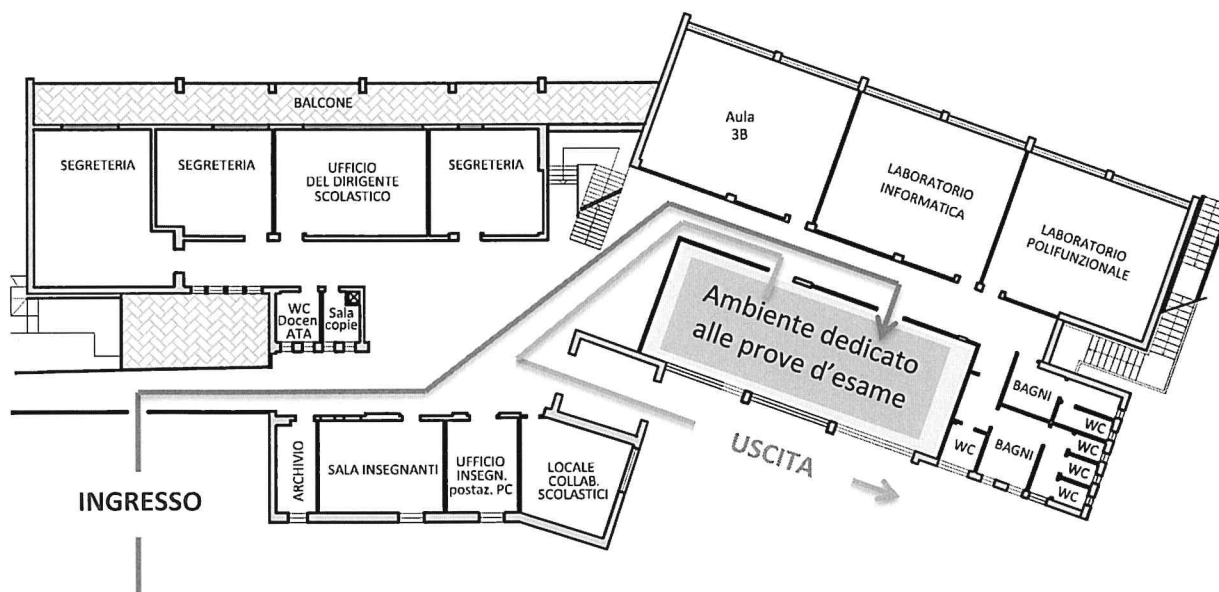 BALCONE
SEGRETERIA
SEGRETERIA
UFFICIO
DEL DIRIGENTE
SCOLASTICO
SEGRETERIA
Aula
3B
LABORATORIO
INFORMATICA
LABORATORIO
POLIFUNZIONALE
WC
Docen
ATA
Sala
copie
Ambiente dedicato
alle prove d'esame
BAGNI
WC
WC
WC
WC
BAGNI
WC
USCITA
INGRESSO
ARCHIVIO
SALA INSEGNANTI
UFFICIO
INSEGN.
postaz. PC
LOCALE
COLLAB.
SCOLASTICI